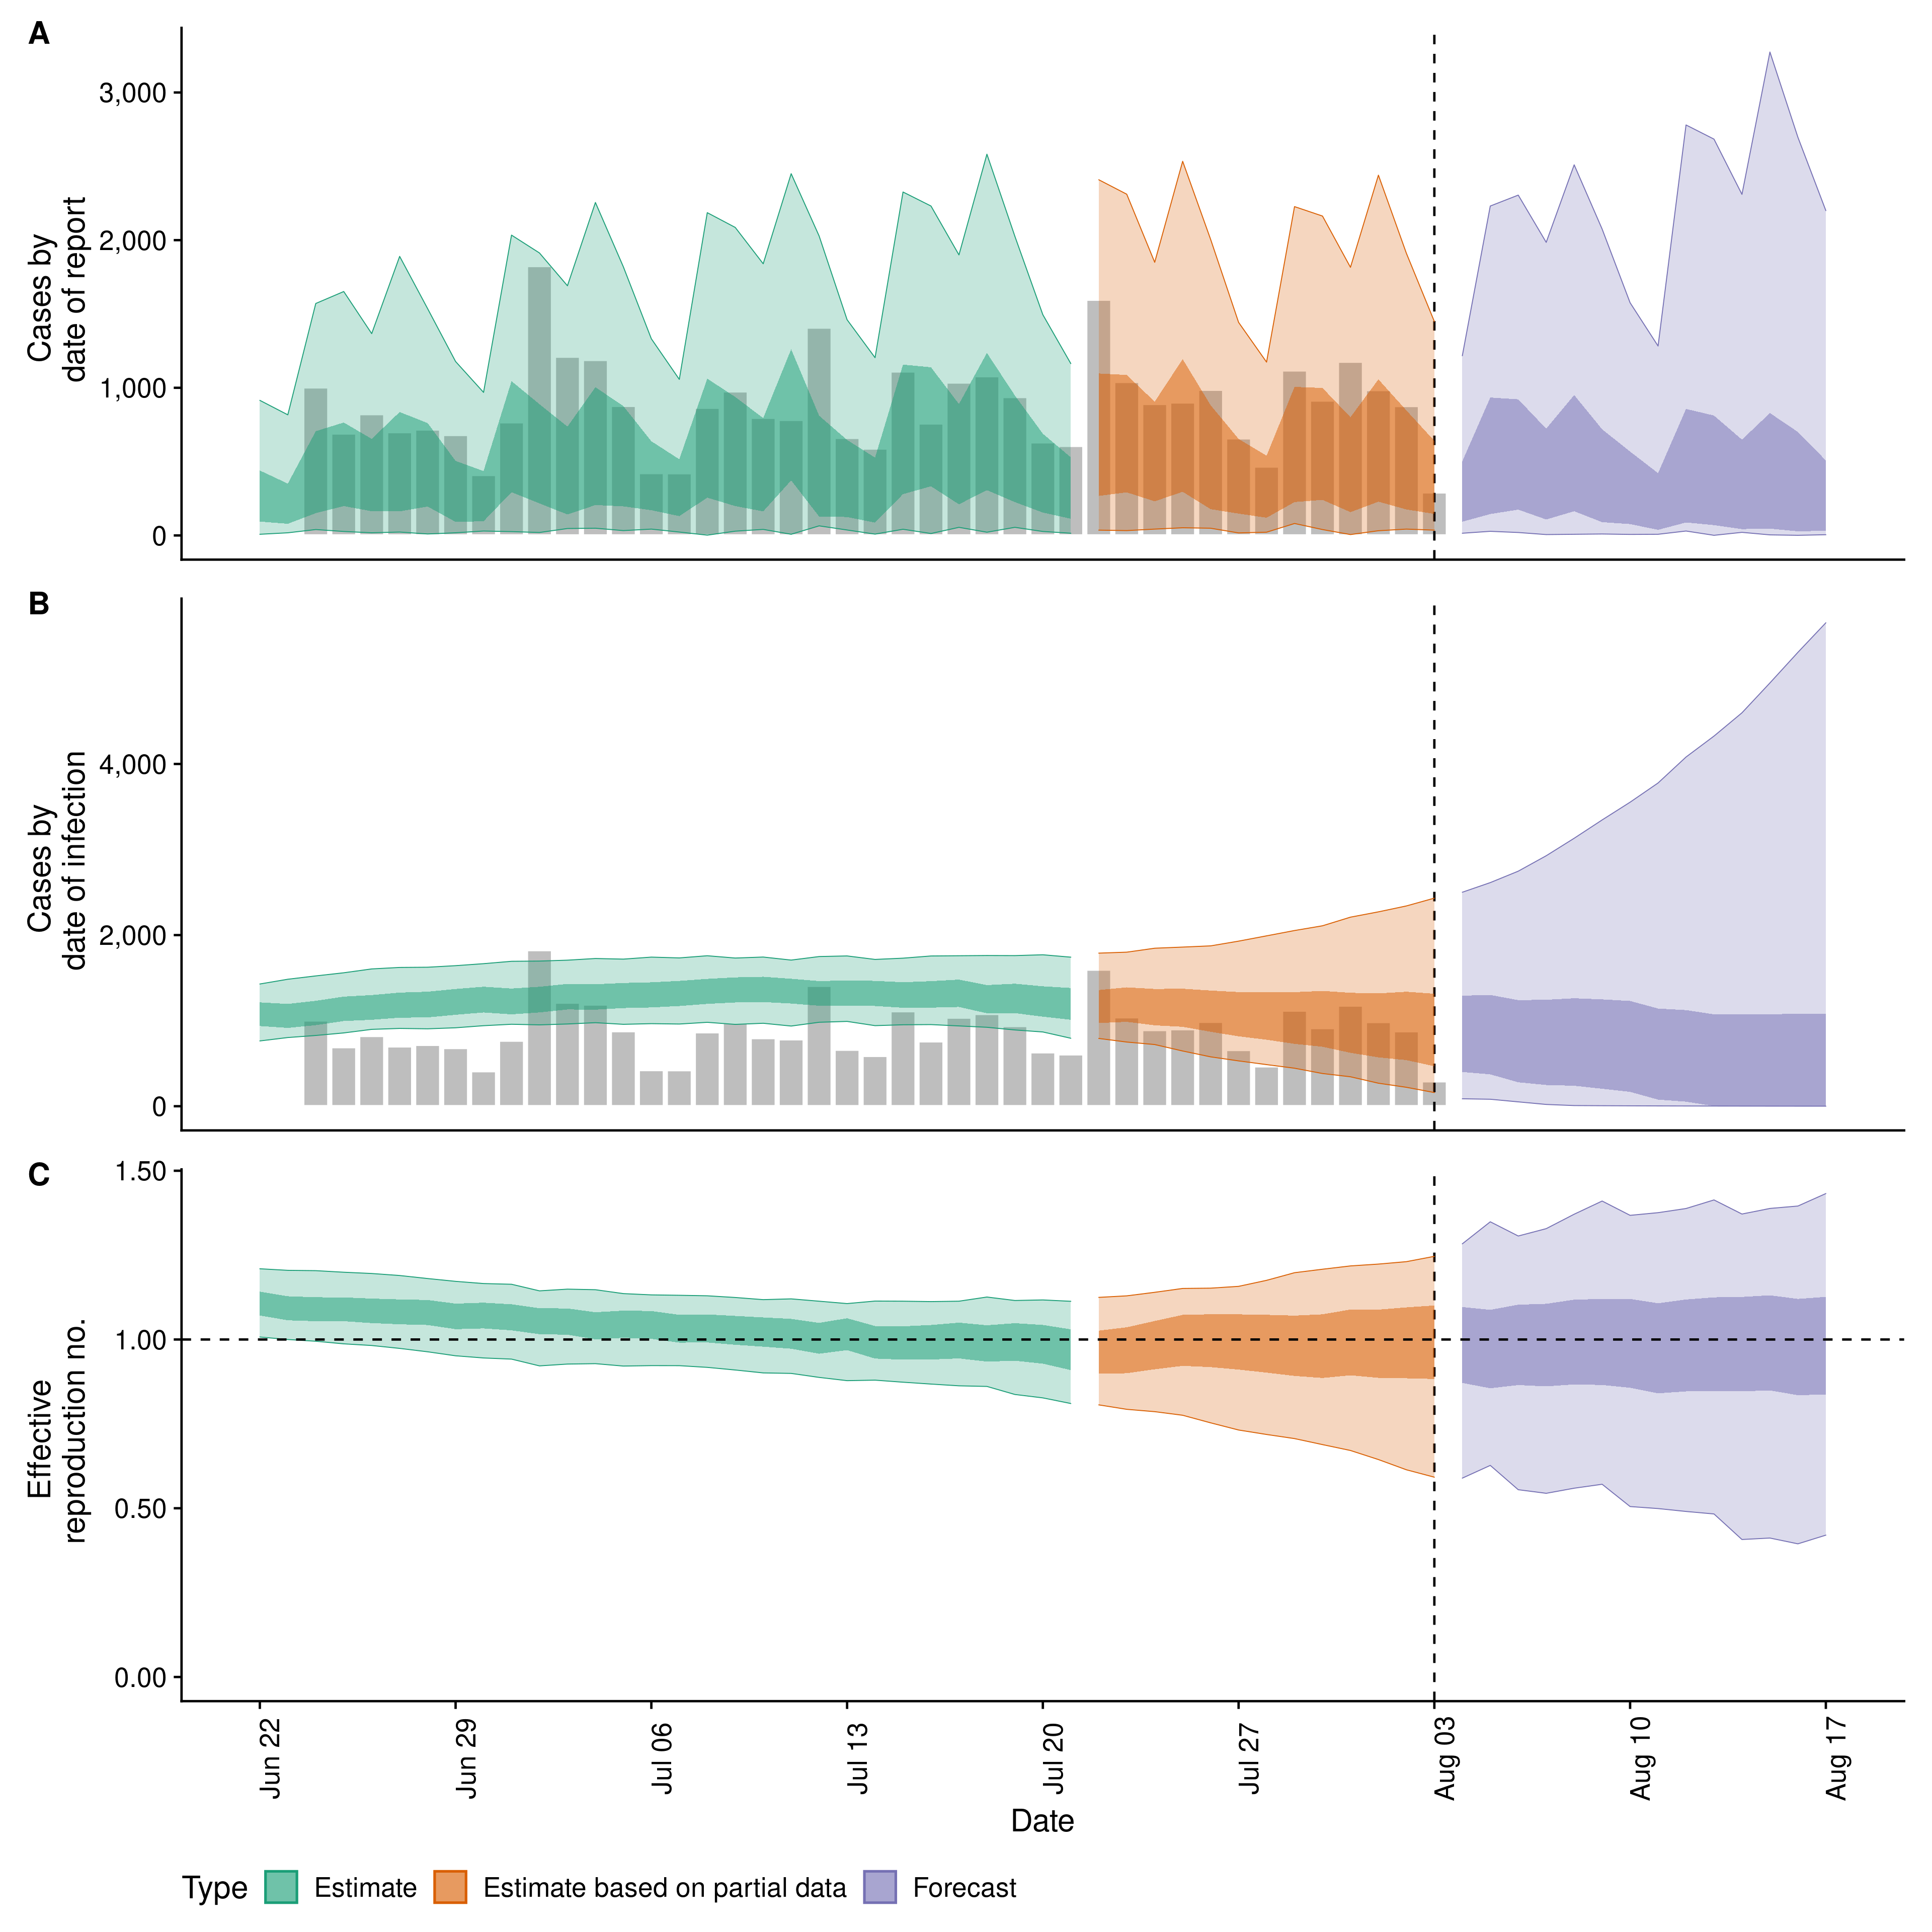 A
Cases by
date of report
3,000
2,000
1,000
0
B
Cases by
date of infection
4,000
2,000
0
C
Effective
reproduction no.
1.50
1.00
0.50
0.00
Jun 22
Jun 29
Jul 06
Jul 13
Jul 20
Jul 27
Aug 03
Aug 10
Aug 17
Date
Type Estimate Estimate based on partial data Forecast